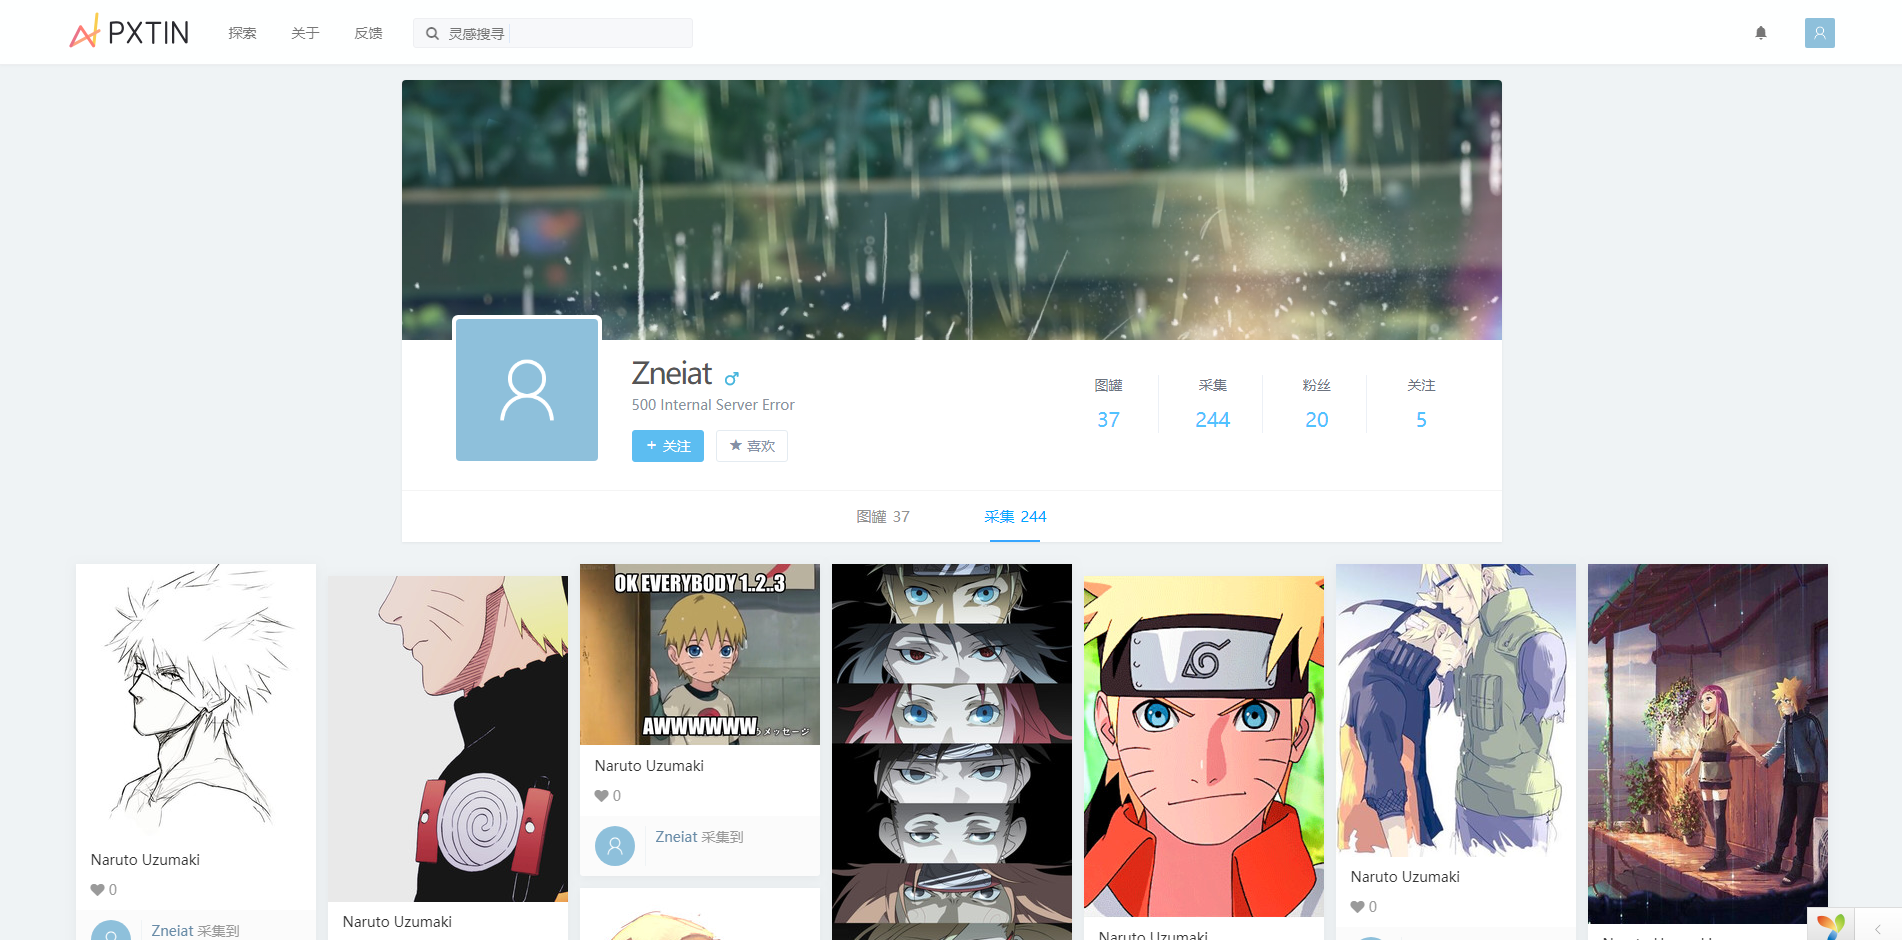 PXTIN 探索 关于 反馈 灵感搜寻
Zneiat
500 Internal Server Error
+ 关注 ★ 喜欢
图罐 采集 粉丝 关注
37 244 20 5
图罐 37 采集 244
Naruto Uzumaki
0
Zneiat 采集到
Naruto Uzumaki
OK EVERYBODY 1..2..3
AWWWWWW
メッセージ
Naruto Uzumaki
0
Zneiat 采集到
Naruto Uzumaki
Naruto Uzumaki
0